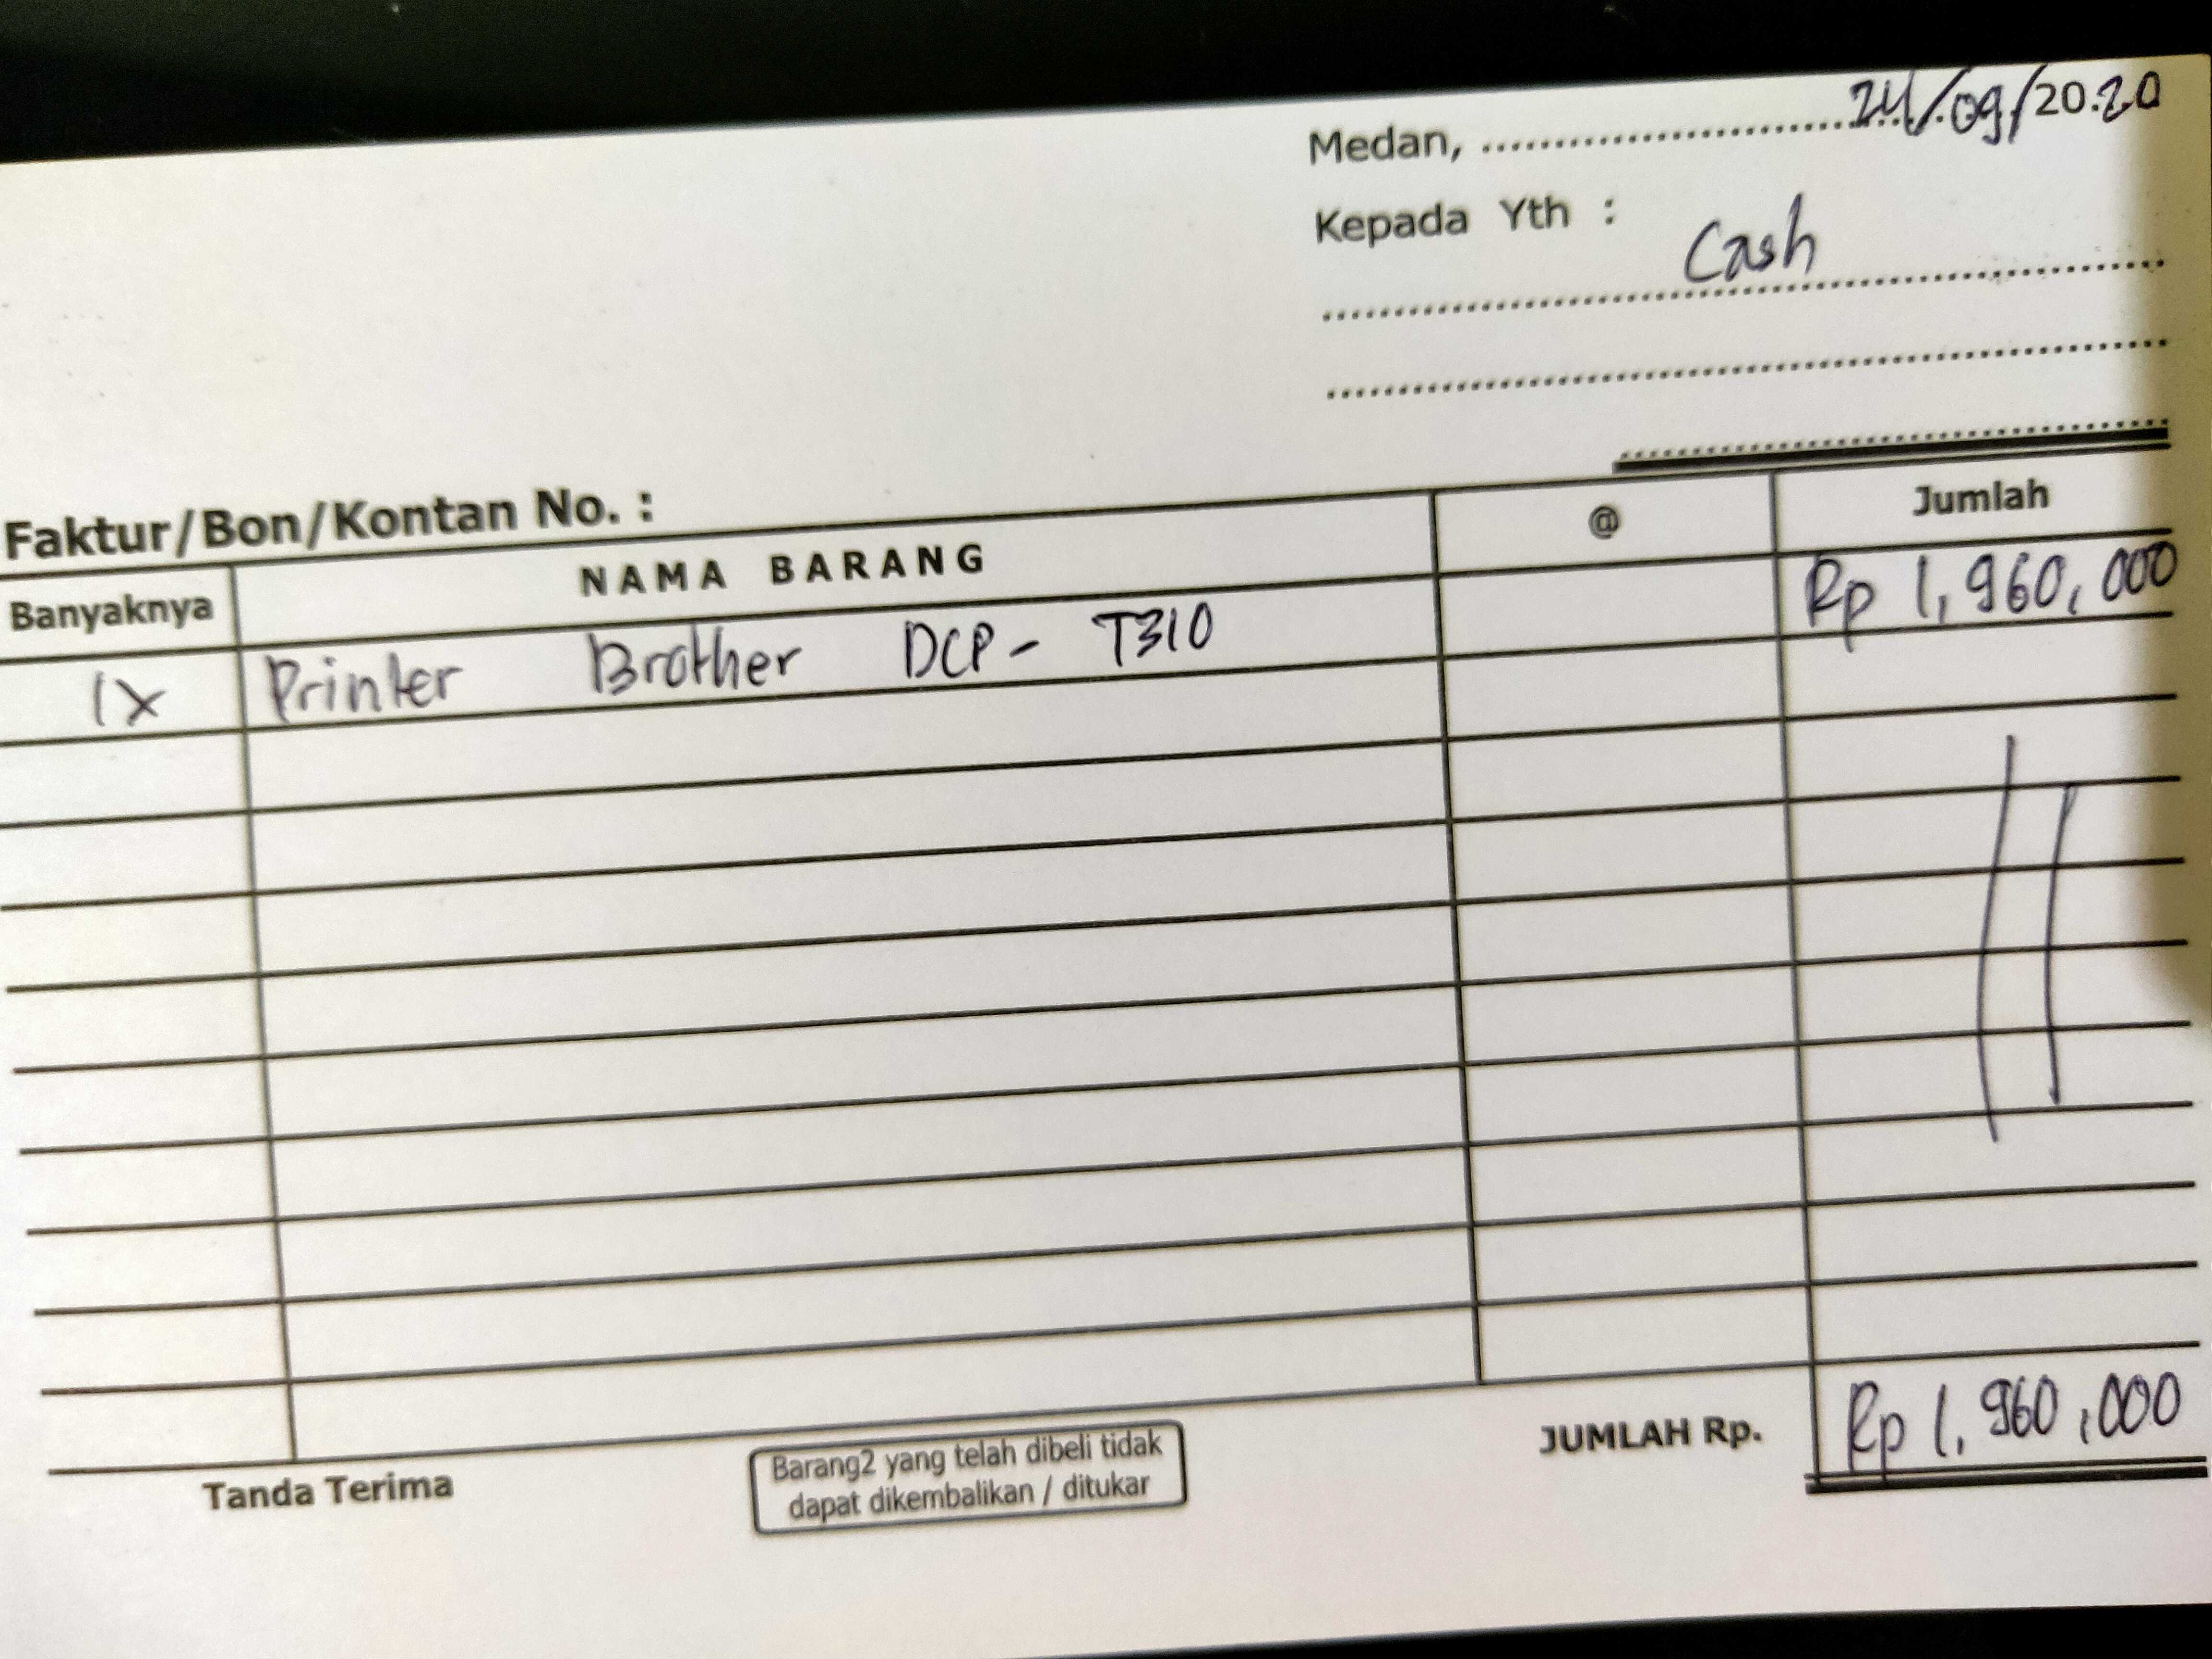 Medan, ........ 24/09/2020
Kepada Yth :
Cash
Faktur/Bon/Kontan No. :
Banyaknya NAMA BARANG @ Jumlah
1x Printer Brother DCP- T310 Rp 1,960,000
JUMLAH Rp. Rp 1,960,000
Tanda Terima
Barang2 yang telah dibeli tidak
dapat dikembalikan / ditukar